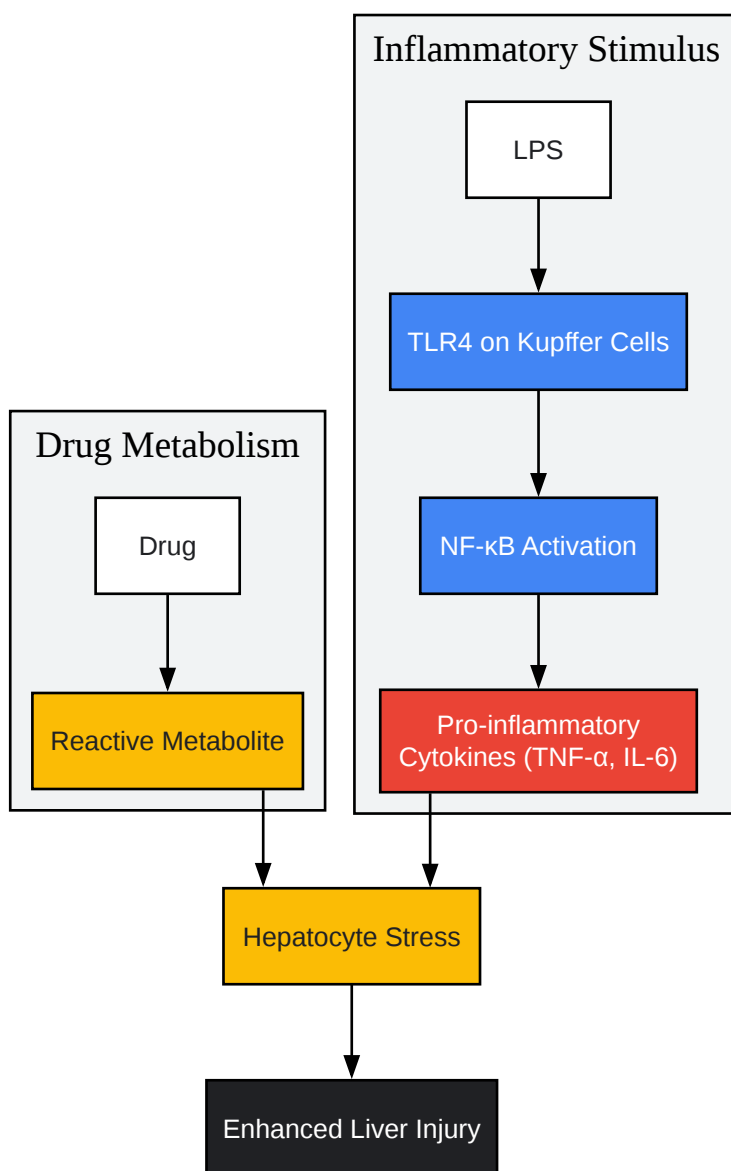 Inflammatory Stimulus
LPS
TLR4 on Kupffer Cells
Drug Metabolism
Drug
NF-κB Activation
Reactive Metabolite
Pro-inflammatory
Cytokines (TNF-α, IL-6)
Hepatocyte Stress
Enhanced Liver Injury